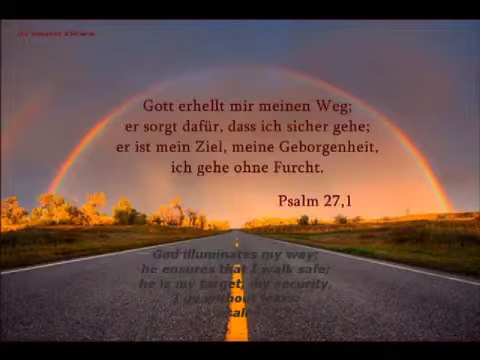 Gott erhellt mir meinen Weg;
er sorgt dafür, dass ich sicher gehe;
er ist mein Ziel, meine Geborgenheit,
ich gehe ohne Furcht.
Psalm 27,1
God illuminates my way;
he ensures that I walk safe;
he is my target, my security,
I go without